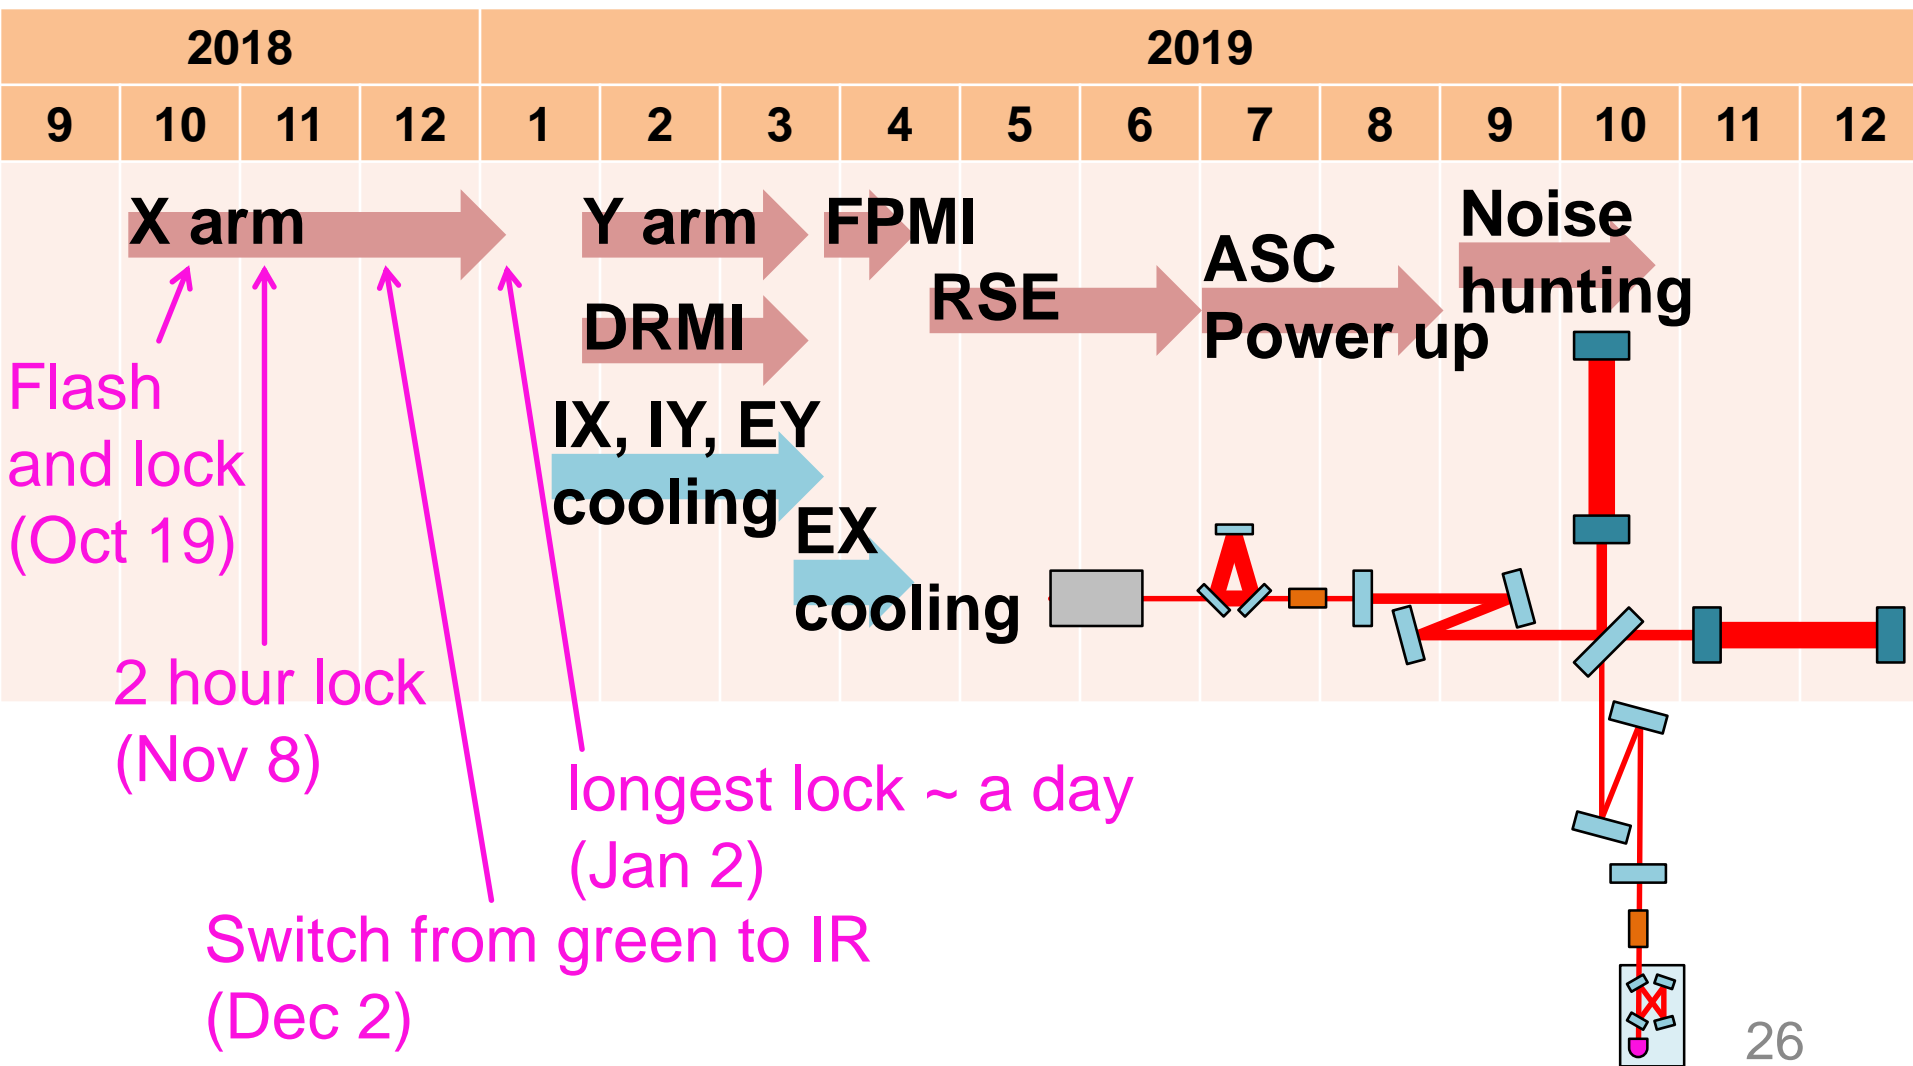 2018 2019
9 10 11 12 1 2 3 4 5 6 7 8 9 10 11 12
X arm
Y arm
FPMI
DRMI
RSE
ASC
Power up
Noise
hunting
IX, IY, EY
cooling
EX
cooling
Flash
and lock
(Oct 19)
2 hour lock
(Nov 8)
longest lock ~ a day
(Jan 2)
Switch from green to IR
(Dec 2)
26